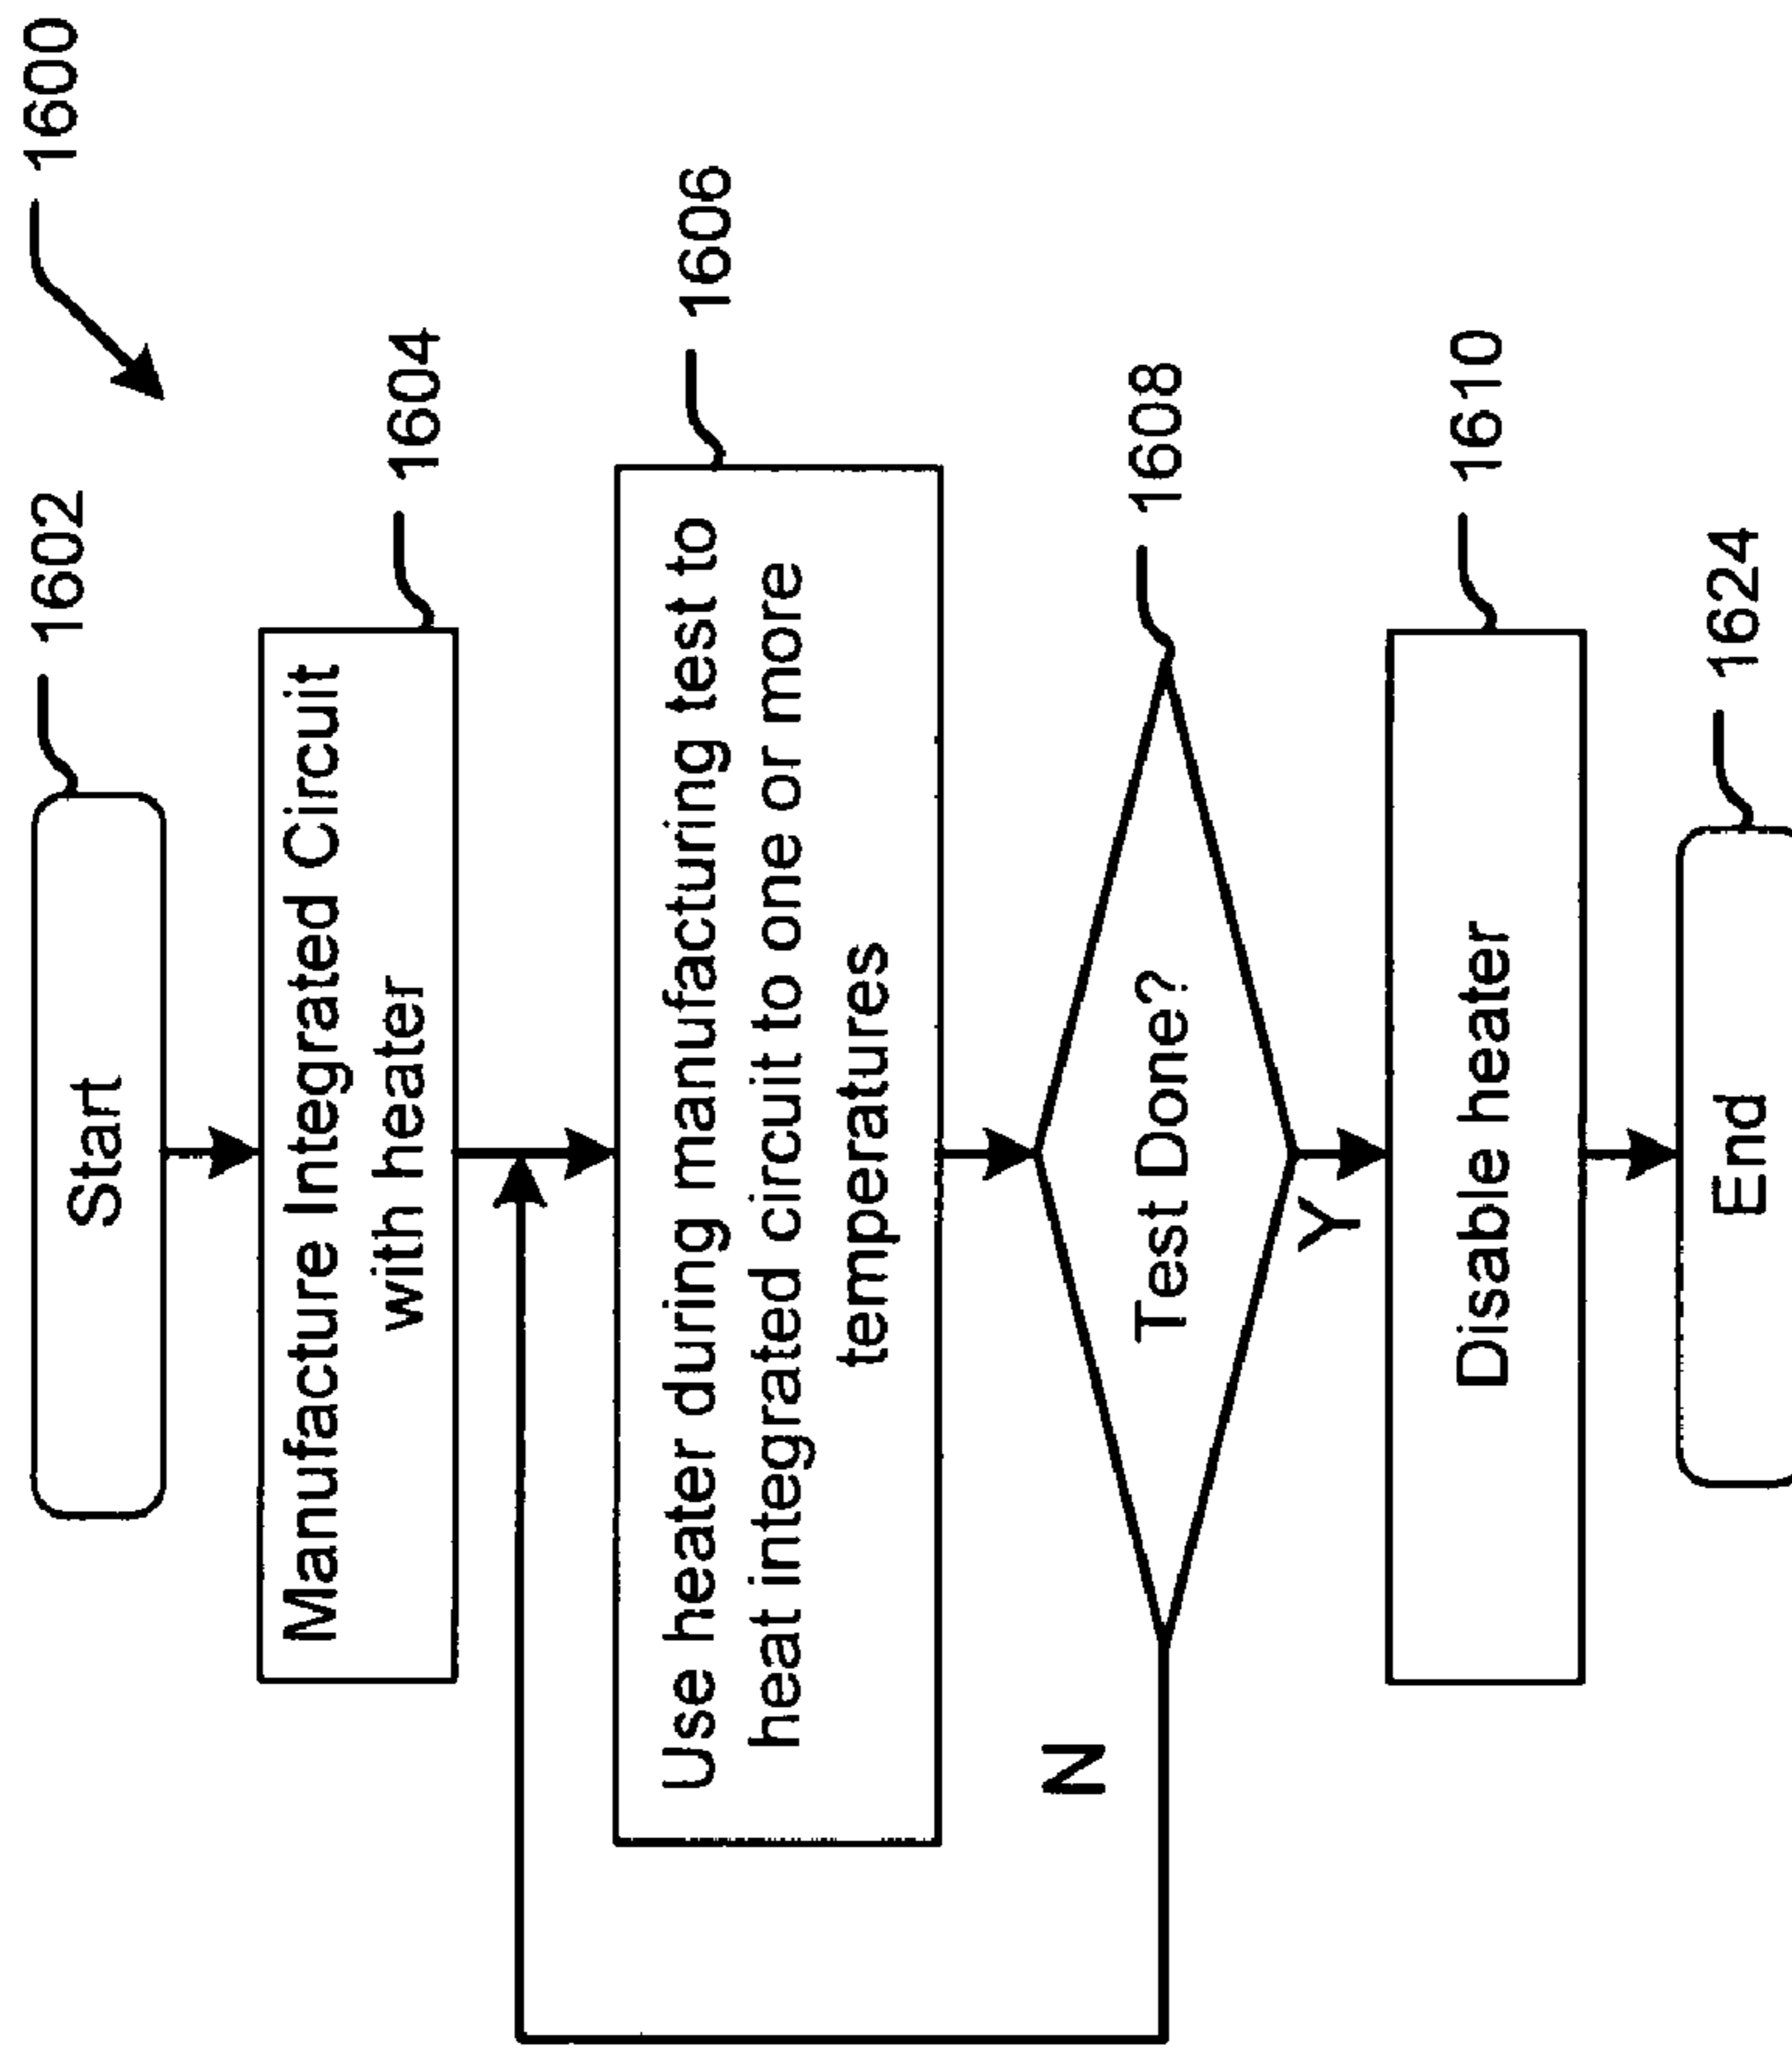 1600
1602
Start
1604
Manufacture Integrated Circuit
with heater
1606
Use heater during manufacturing test to
heat integrated circuit to one or more
temperatures
1608
Test Done?
N
Y
1610
Disable heater
1624
End